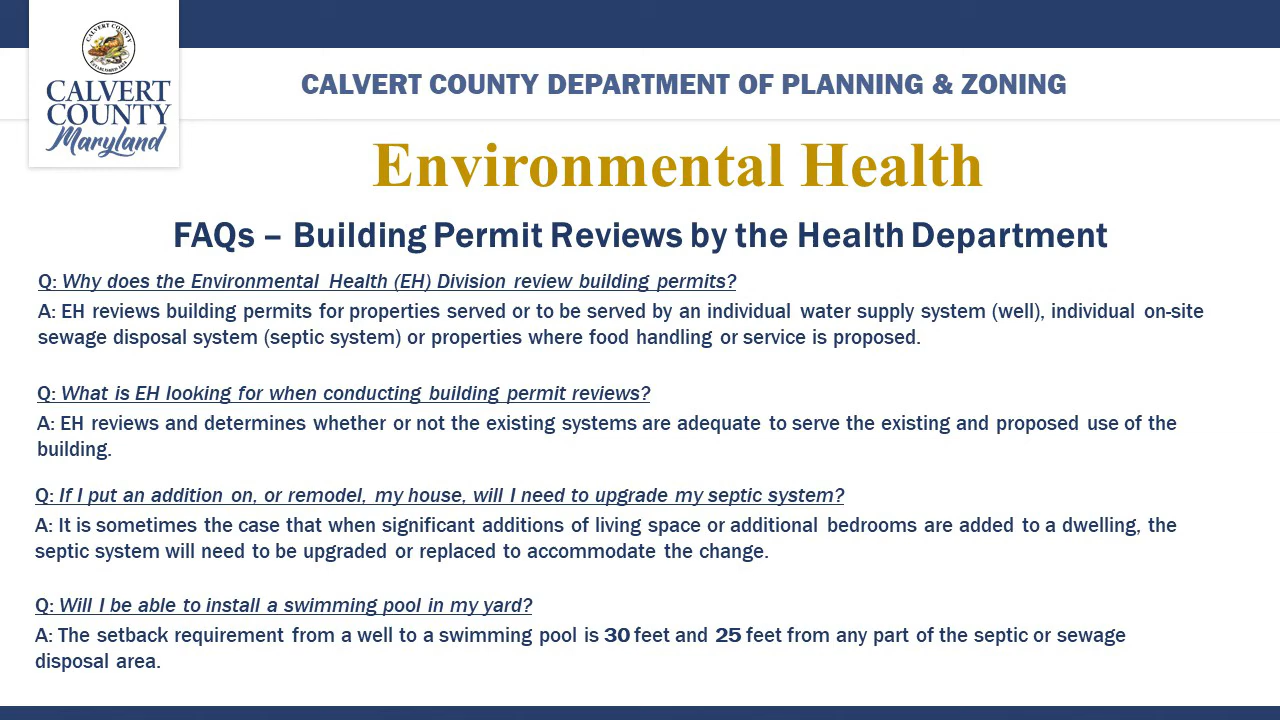 CALVERT COUNTY
ESTABLISHED 1654
CALVERT
COUNTY
Maryland
CALVERT COUNTY DEPARTMENT OF PLANNING & ZONING
Environmental Health
FAQs – Building Permit Reviews by the Health Department
Q: Why does the Environmental Health (EH) Division review building permits?
A: EH reviews building permits for properties served or to be served by an individual water supply system (well), individual on-site
sewage disposal system (septic system) or properties where food handling or service is proposed.
Q: What is EH looking for when conducting building permit reviews?
A: EH reviews and determines whether or not the existing systems are adequate to serve the existing and proposed use of the
building.
Q: If I put an addition on, or remodel, my house, will I need to upgrade my septic system?
A: It is sometimes the case that when significant additions of living space or additional bedrooms are added to a dwelling, the
septic system will need to be upgraded or replaced to accommodate the change.
Q: Will I be able to install a swimming pool in my yard?
A: The setback requirement from a well to a swimming pool is 30 feet and 25 feet from any part of the septic or sewage
disposal area.